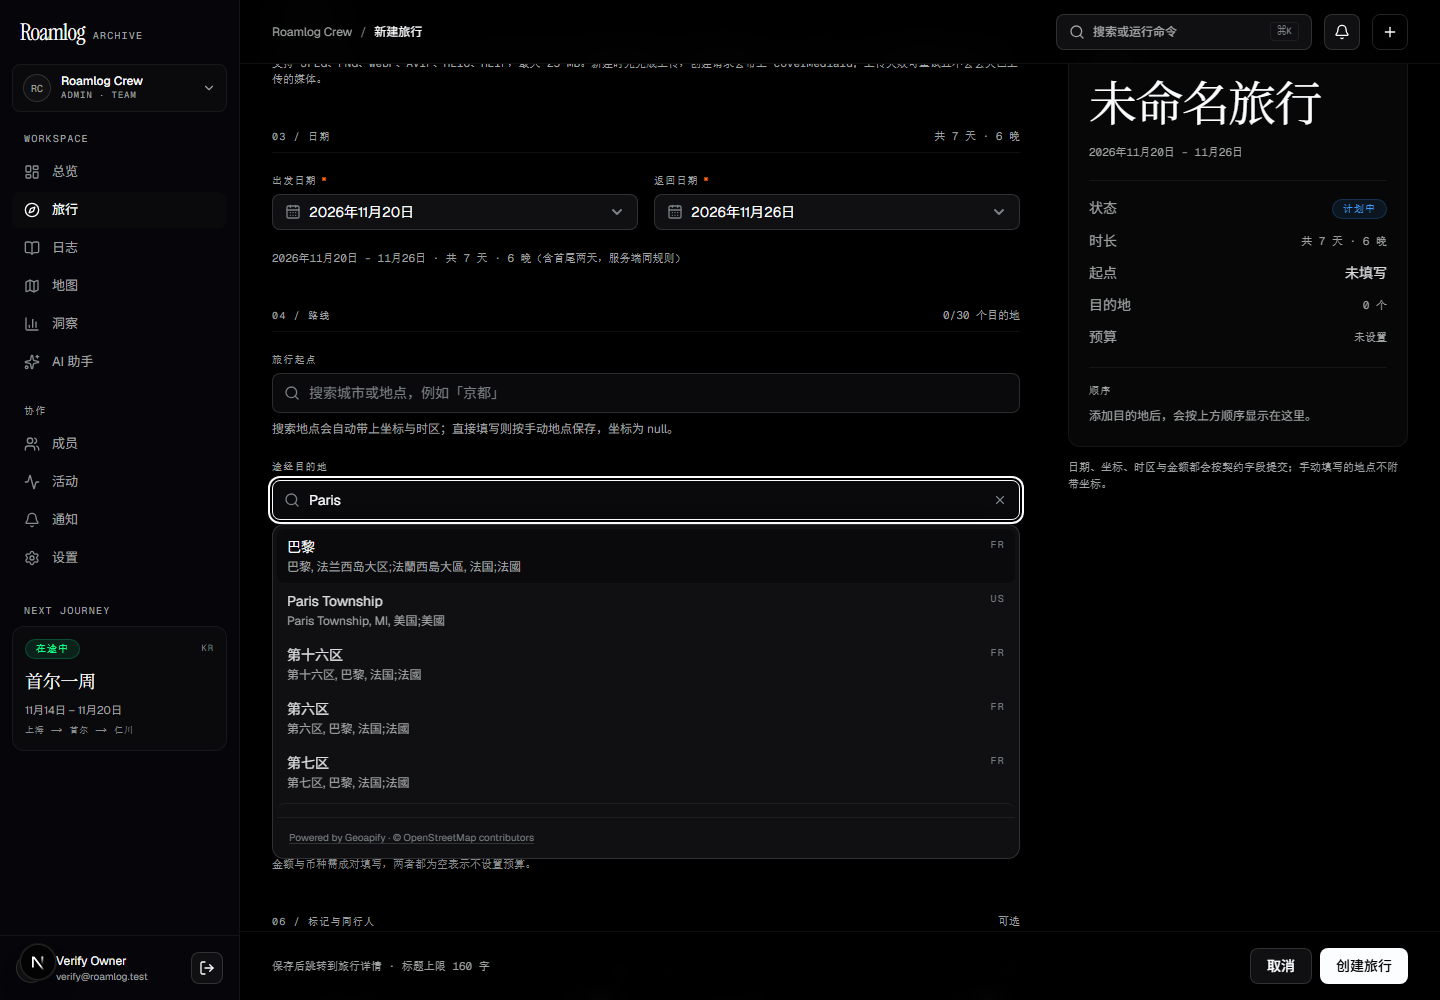 Roamlog ARCHIVE
RC
Roamlog Crew
ADMIN · TEAM
WORKSPACE
总览
旅行
日志
地图
洞察
AI 助手
协作
成员
活动
通知
设置
NEXT JOURNEY
在途中
KR
首尔一周
11月14日 – 11月20日
上海 → 首尔 → 仁川
N
Verify Owner
verify@roamlog.test
Roamlog Crew / 新建旅行
搜索或运行命令
⌘K
传的媒体。
03 / 日期
共 7 天 · 6 晚
出发日期 *
返回日期 *
2026年11月20日
2026年11月26日
2026年11月20日 – 11月26日 · 共 7 天 · 6 晚（含首尾两天，服务端同规则）
04 / 路线
0/30 个目的地
旅行起点
搜索城市或地点，例如「京都」
搜索地点会自动带上坐标与时区；直接填写则按手动地点保存，坐标为 null。
途经目的地
Paris
巴黎
FR
巴黎, 法兰西岛大区;法蘭西島大區, 法国;法國
Paris Township
US
Paris Township, MI, 美国;美國
第十六区
FR
第十六区, 巴黎, 法国;法國
第六区
FR
第六区, 巴黎, 法国;法國
第七区
FR
第七区, 巴黎, 法国;法國
Powered by Geoapify · © OpenStreetMap contributors
金额与币种需成对填写，两者都为空表示不设置预算。
06 / 标记与同行人
可选
保存后跳转到旅行详情 · 标题上限 160 字
取消
创建旅行
未命名旅行
2026年11月20日 – 11月26日
状态
计划中
时长
共 7 天 · 6 晚
起点
未填写
目的地
0 个
预算
未设置
顺序
添加目的地后，会按上方顺序显示在这里。
日期、坐标、时区与金额都会按契约字段提交；手动填写的地点不附
带坐标。